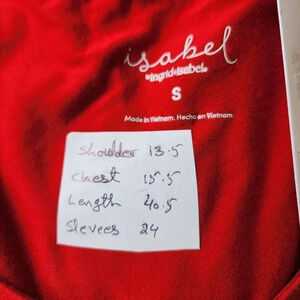 isabel
by ingrid+isabel®
S
Made in Vietnam. Hecho en Vietnam
Shoulder 13.5
Chest 15.5
Length 40.5
Slevees 24